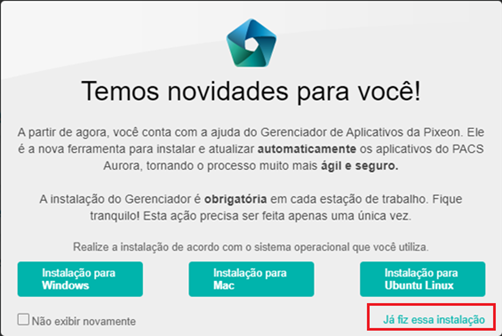 Temos novidades para você!
A partir de agora, você conta com a ajuda do Gerenciador de Aplicativos da Pixeon. Ele
é a nova ferramenta para instalar e atualizar automaticamente os aplicativos do PACS
Aurora, tornando o processo muito mais ágil e seguro.
A instalação do Gerenciador é obrigatória em cada estação de trabalho. Fique
tranquilo! Esta ação precisa ser feita apenas uma única vez.
Realize a instalação de acordo com o sistema operacional que você utiliza.
Instalação para
Windows
Instalação para
Mac
Instalação para
Ubuntu Linux
Não exibir novamente
Já fiz essa instalação